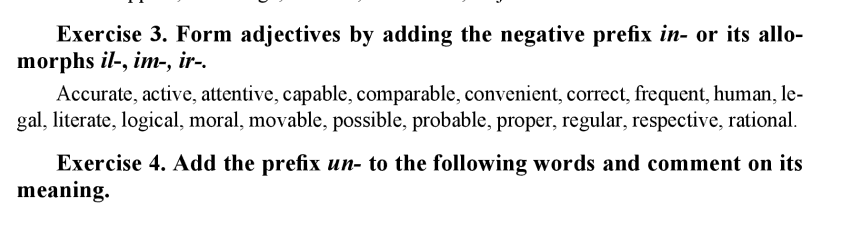 Exercise 3. Form adjectives by adding the negative prefix in- or its allo-
morphs il-, im-, ir-.
Accurate, active, attentive, capable, comparable, convenient, correct, frequent, human, le-
gal, literate, logical, moral, movable, possible, probable, proper, regular, respective, rational.
Exercise 4. Add the prefix un- to the following words and comment on its
meaning.